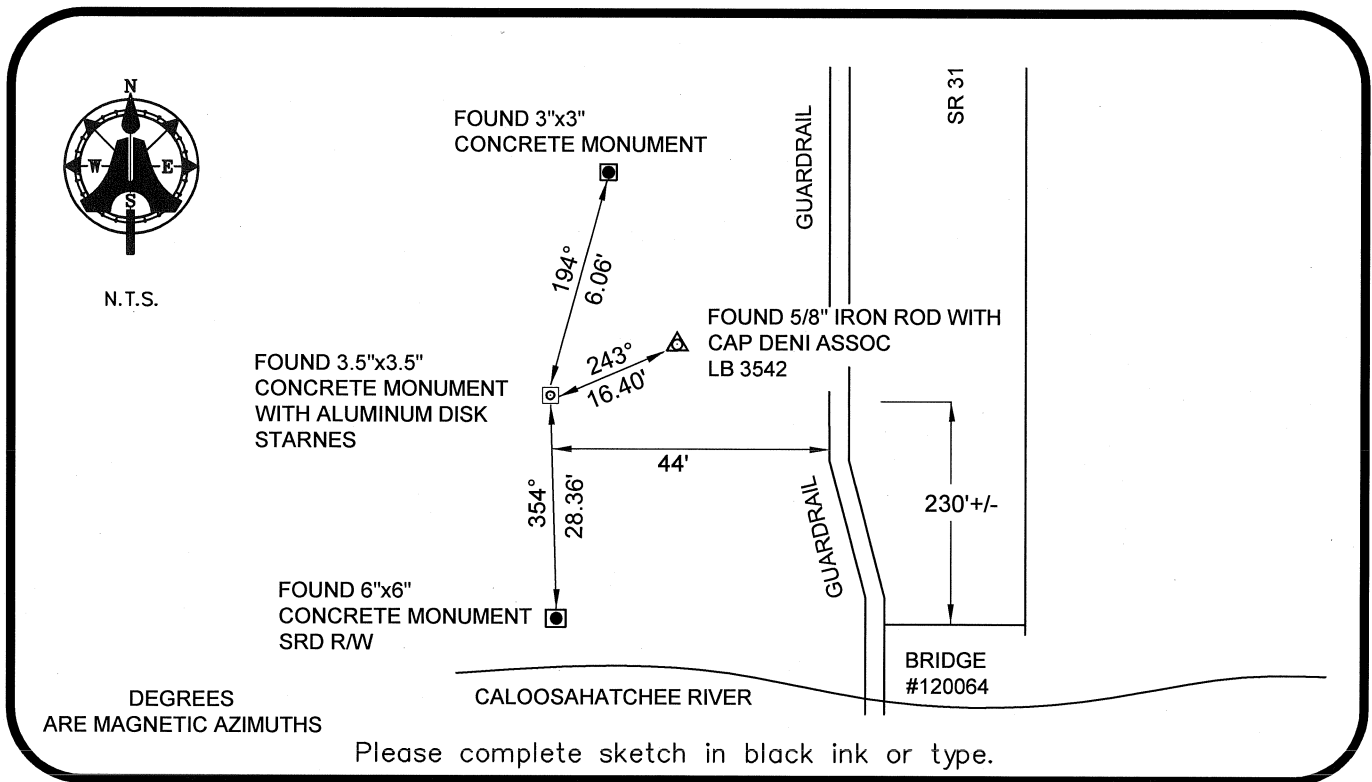 N
W
E
S
N.T.S.
FOUND 3"x3"
CONCRETE MONUMENT
GUARDRAIL
SR 31
194°
6.06'
FOUND 5/8" IRON ROD WITH
CAP DENI ASSOC
LB 3542
243°
16.40'
FOUND 3.5"x3.5"
CONCRETE MONUMENT
WITH ALUMINUM DISK
STARNES
44'
354°
28.36'
GUARDRAIL
230'+/-
FOUND 6"x6"
CONCRETE MONUMENT
SRD R/W
BRIDGE
#120064
CALOOSAHATCHEE RIVER
DEGREES
ARE MAGNETIC AZIMUTHS
Please complete sketch in black ink or type.